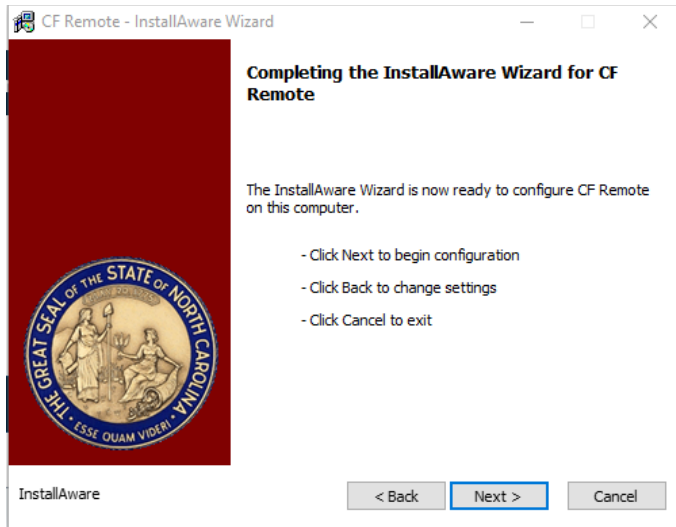 CF Remote - InstallAware Wizard
Completing the InstallAware Wizard for CF
Remote
The InstallAware Wizard is now ready to configure CF Remote
on this computer.
- Click Next to begin configuration
- Click Back to change settings
- Click Cancel to exit
THE GREAT SEAL OF THE STATE OF NORTH CAROLINA
ESSE QUAM VIDERI
InstallAware
< Back
Next >
Cancel